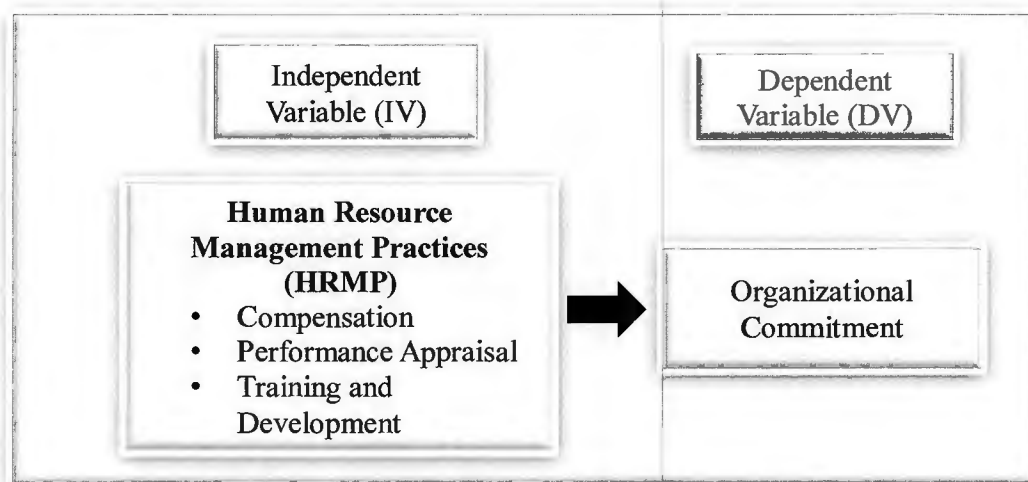 Independent
Variable (IV)
Dependent
Variable (DV)
Human Resource
Management Practices
(HRMP)
• Compensation
• Performance Appraisal
• Training and
Development
Organizational
Commitment